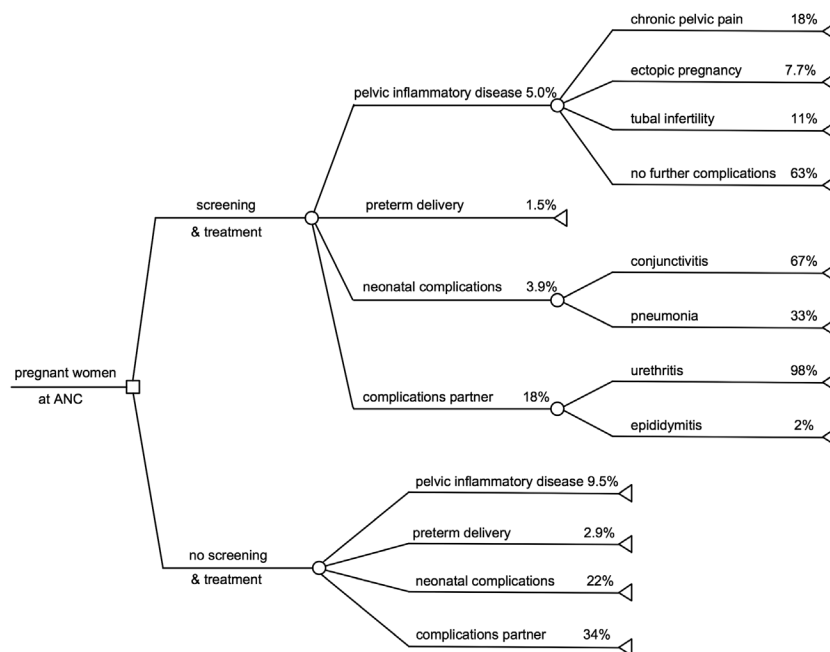 chronic pelvic pain 18%
ectopic pregnancy 7.7%
pelvic inflammatory disease 5.0%
tubal infertility 11%
no further complications 63%
screening
& treatment
preterm delivery 1.5%
conjunctivitis 67%
neonatal complications 3.9%
pneumonia 33%
pregnant women
at ANC
urethritis 98%
complications partner 18%
epididymitis 2%
pelvic inflammatory disease 9.5%
preterm delivery 2.9%
no screening
& treatment
neonatal complications 22%
complications partner 34%